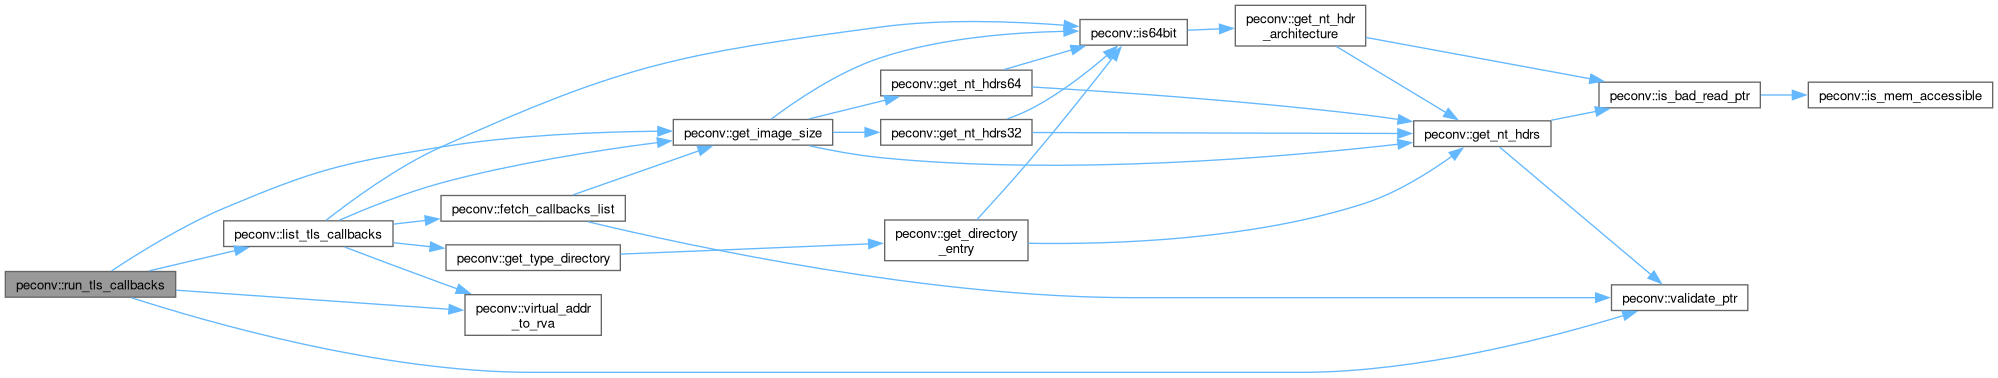 peconv::run_tls_callbacks
peconv::list_tls_callbacks
peconv::fetch_callbacks_list
peconv::get_type_directory
peconv::virtual_addr
_to_rva
peconv::get_image_size
peconv::get_nt_hdrs64
peconv::get_nt_hdrs32
peconv::get_directory
_entry
peconv::is64bit
peconv::get_nt_hdr
_architecture
peconv::get_nt_hdrs
peconv::is_bad_read_ptr
peconv::validate_ptr
peconv::is_mem_accessible